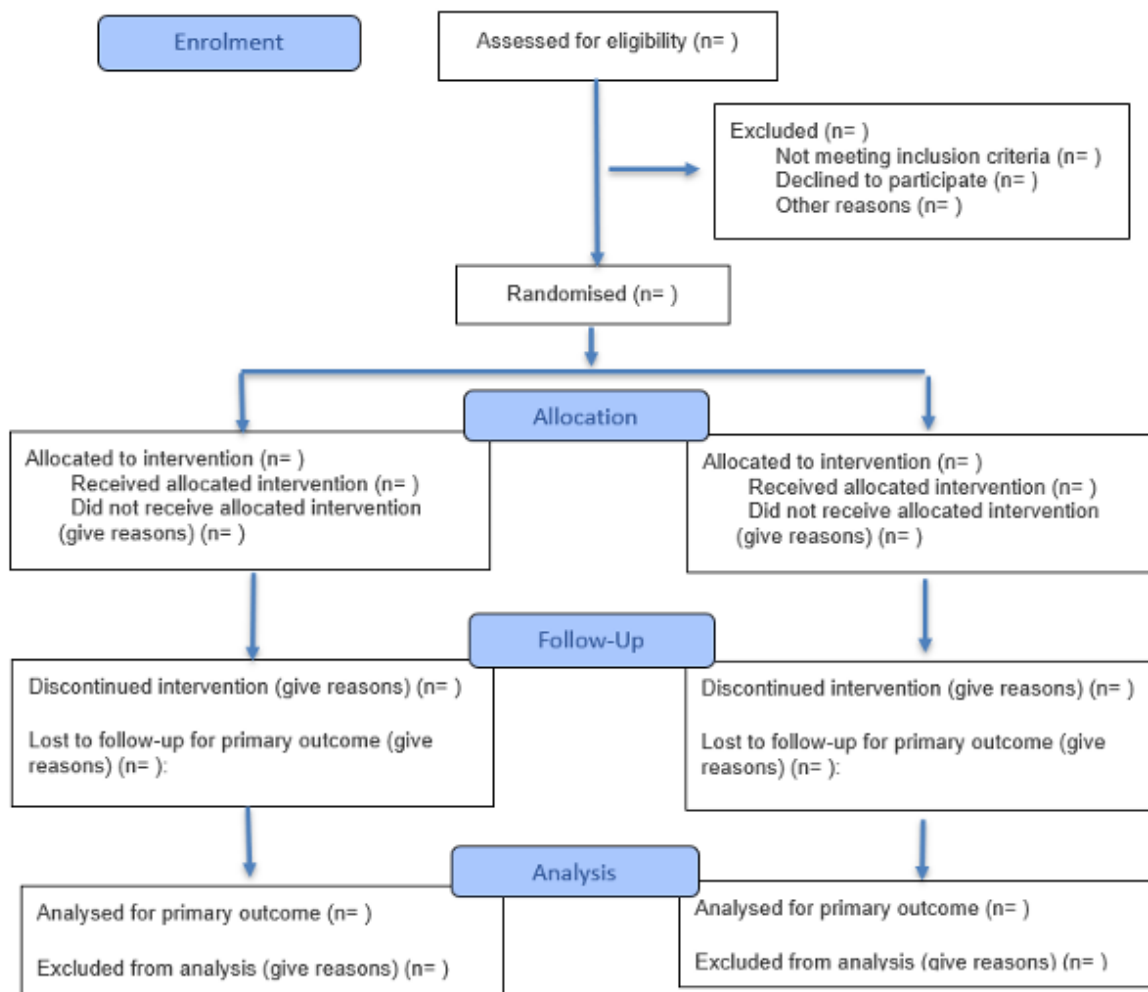 Enrolment
Assessed for eligibility (n= )
Excluded (n= )
Not meeting inclusion criteria (n= )
Declined to participate (n= )
Other reasons (n= )
Randomised (n= )
Allocation
Allocated to intervention (n= )
Received allocated intervention (n= )
Did not receive allocated intervention
(give reasons) (n= )
Allocated to intervention (n= )
Received allocated intervention (n= )
Did not receive allocated intervention
(give reasons) (n= )
Follow-Up
Discontinued intervention (give reasons) (n= )
Lost to follow-up for primary outcome (give
reasons) (n= ):
Discontinued intervention (give reasons) (n= )
Lost to follow-up for primary outcome (give
reasons) (n= ):
Analysis
Analysed for primary outcome (n= )
Excluded from analysis (give reasons) (n= )
Analysed for primary outcome (n= )
Excluded from analysis (give reasons) (n= )